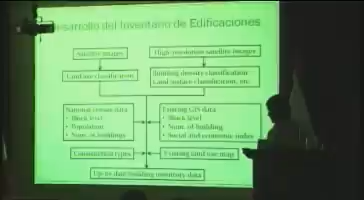 Desarrollo del Inventario de Edificaciones
Satellite images
High-resolution satellite images
Land use classification
Building density classification
Land surface classification, etc.
National census data
• Block level
• Population
• Num. of buildings
Existing GIS data
• Block level
• Num. of building
• Social and economic index
Construction types
Existing land use map
Up to date building inventory data